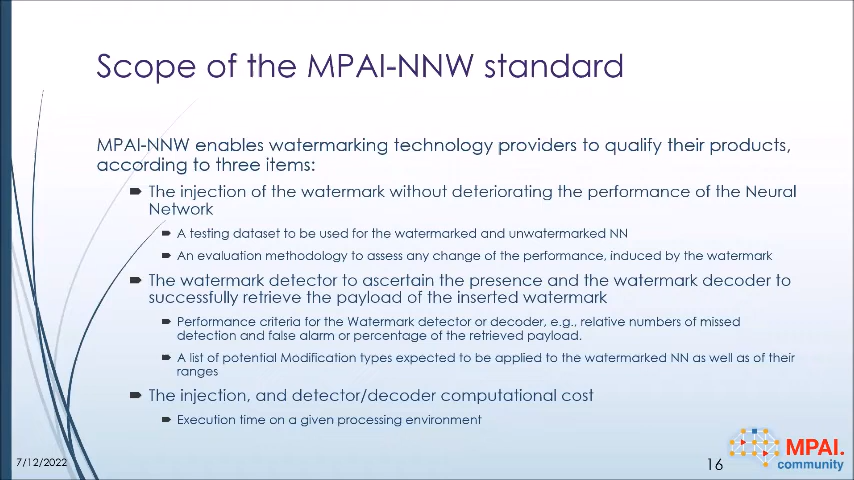 Scope of the MPAI-NNW standard
MPAI-NNW enables watermarking technology providers to qualify their products,
according to three items:
The injection of the watermark without deteriorating the performance of the Neural
Network
A testing dataset to be used for the watermarked and unwatermarked NN
An evaluation methodology to assess any change of the performance, induced by the watermark
The watermark detector to ascertain the presence and the watermark decoder to
successfully retrieve the payload of the inserted watermark
Performance criteria for the Watermark detector or decoder, e.g., relative numbers of missed
detection and false alarm or percentage of the retrieved payload.
A list of potential Modification types expected to be applied to the watermarked NN as well as of their
ranges
The injection, and detector/decoder computational cost
Execution time on a given processing environment
7/12/2022
16
MPAI.
community